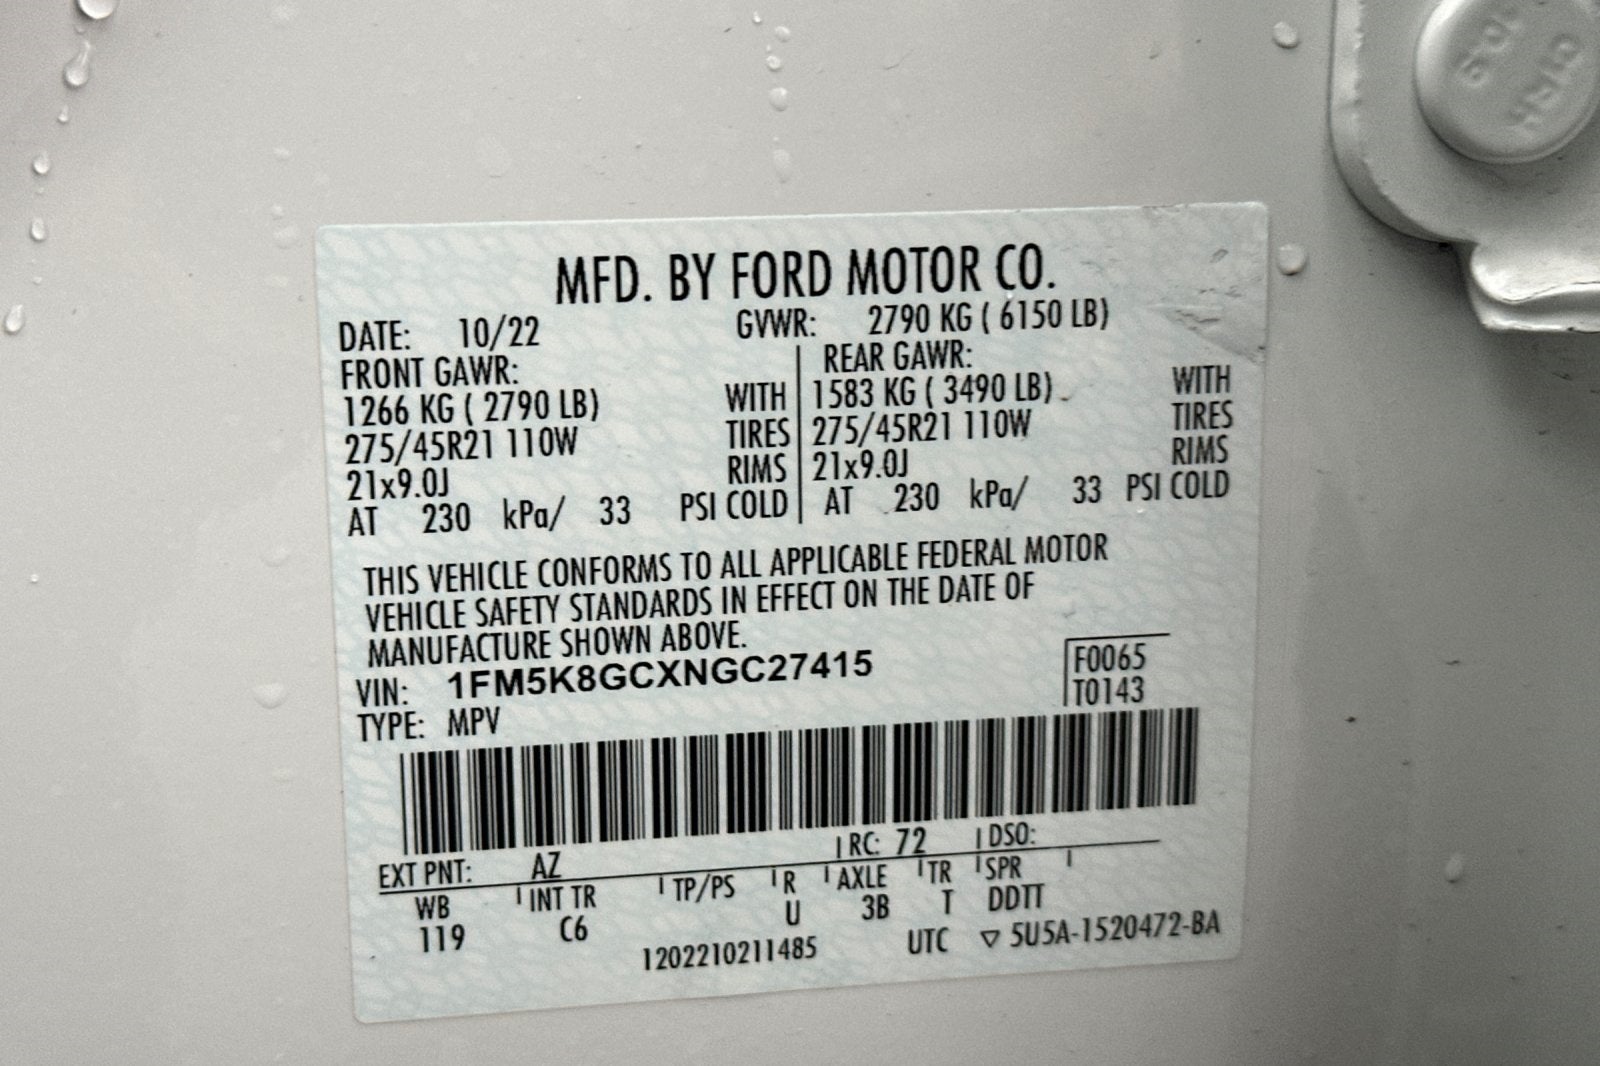 MFD. BY FORD MOTOR CO.
DATE: 10/22 GVWR: 2790 KG ( 6150 LB)
FRONT GAWR: REAR GAWR:
1266 KG ( 2790 LB) WITH 1583 KG ( 3490 LB) WITH
275/45R21 110W TIRES 275/45R21 110W TIRES
21x9.0J RIMS 21x9.0J RIMS
AT 230 kPa/ 33 PSI COLD AT 230 kPa/ 33 PSI COLD
THIS VEHICLE CONFORMS TO ALL APPLICABLE FEDERAL MOTOR
VEHICLE SAFETY STANDARDS IN EFFECT ON THE DATE OF
MANUFACTURE SHOWN ABOVE.
VIN: 1FM5K8GCXNGC27415 F0065
TYPE: MPV T0143
EXT PNT: AZ RC: 72 DSO:
WB INT TR TP/PS R AXLE TR SPR
119 C6 U 3B T DDTT
1202210211485 UTC ▽ 5U5A-1520472-BA